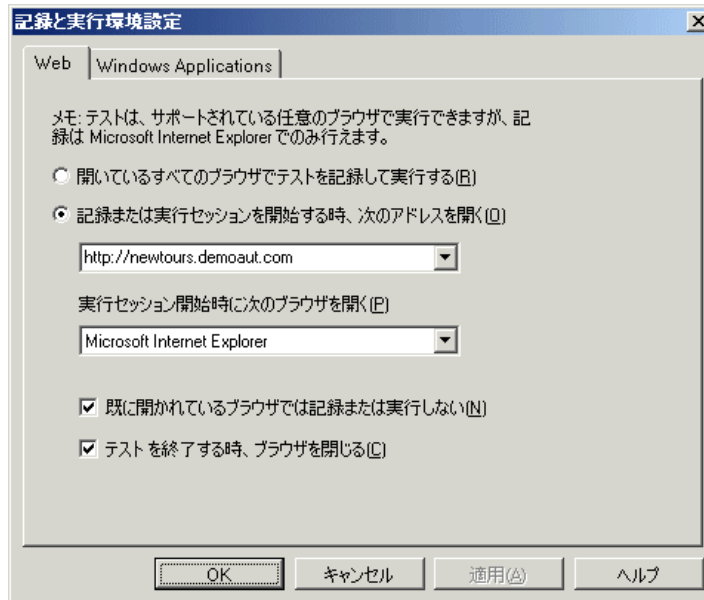 記録と実行環境設定
Web
Windows Applications
メモ: テストは、サポートされている任意のブラウザで実行できますが、記
録は Microsoft Internet Explorer でのみ行えます。
開いているすべてのブラウザでテストを記録して実行する(R)
記録または実行セッションを開始する時、次のアドレスを開く(O)
http://newtours.demoaut.com
実行セッション開始時に次のブラウザを開く(P)
Microsoft Internet Explorer
既に開かれているブラウザでは記録または実行しない(N)
テストを終了する時、ブラウザを閉じる(C)
OK
キャンセル
適用(A)
ヘルプ